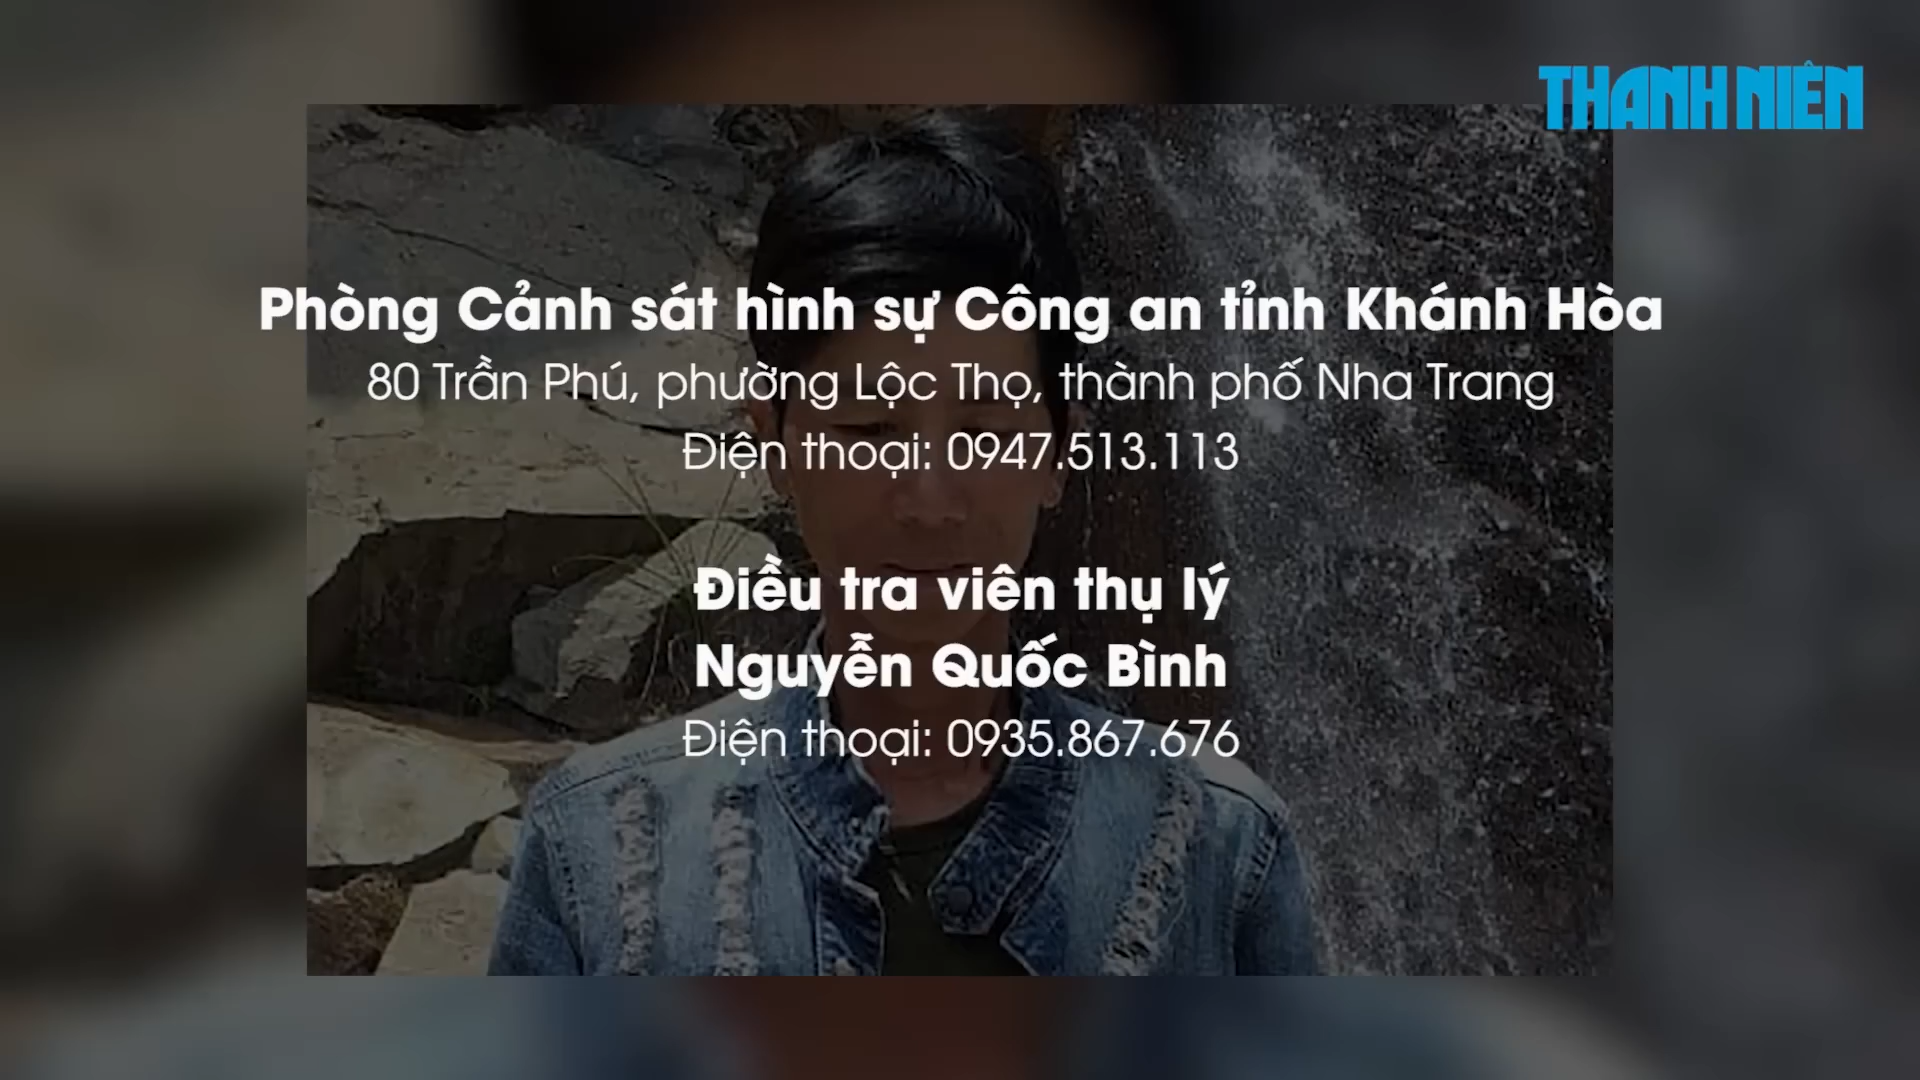 THANH NIÊN
Phòng Cảnh sát hình sự Công an tỉnh Khánh Hòa
80 Trần Phú, phường Lộc Thọ, thành phố Nha Trang
Điện thoại: 0947.513.113
Điều tra viên thụ lý
Nguyễn Quốc Bình
Điện thoại: 0935.867.676